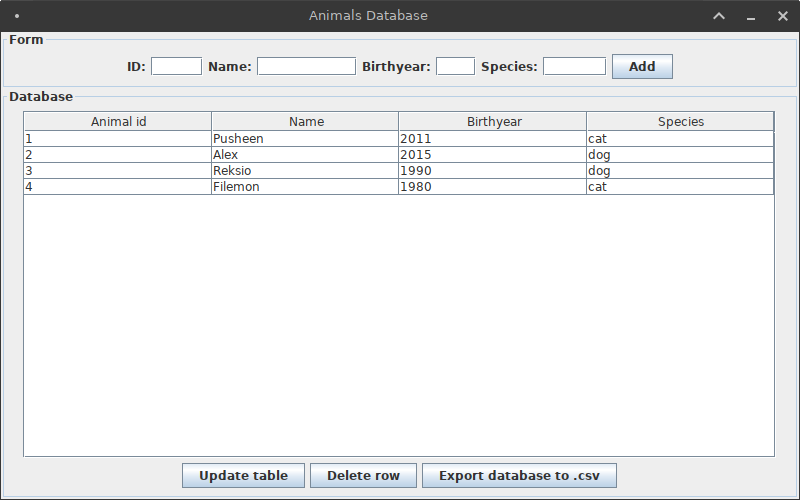 Animals Database
Form
ID: Name: Birthyear: Species: Add
Database
Animal id Name Birthyear Species
1 Pusheen 2011 cat
2 Alex 2015 dog
3 Reksio 1990 dog
4 Filemon 1980 cat
Update table Delete row Export database to .csv